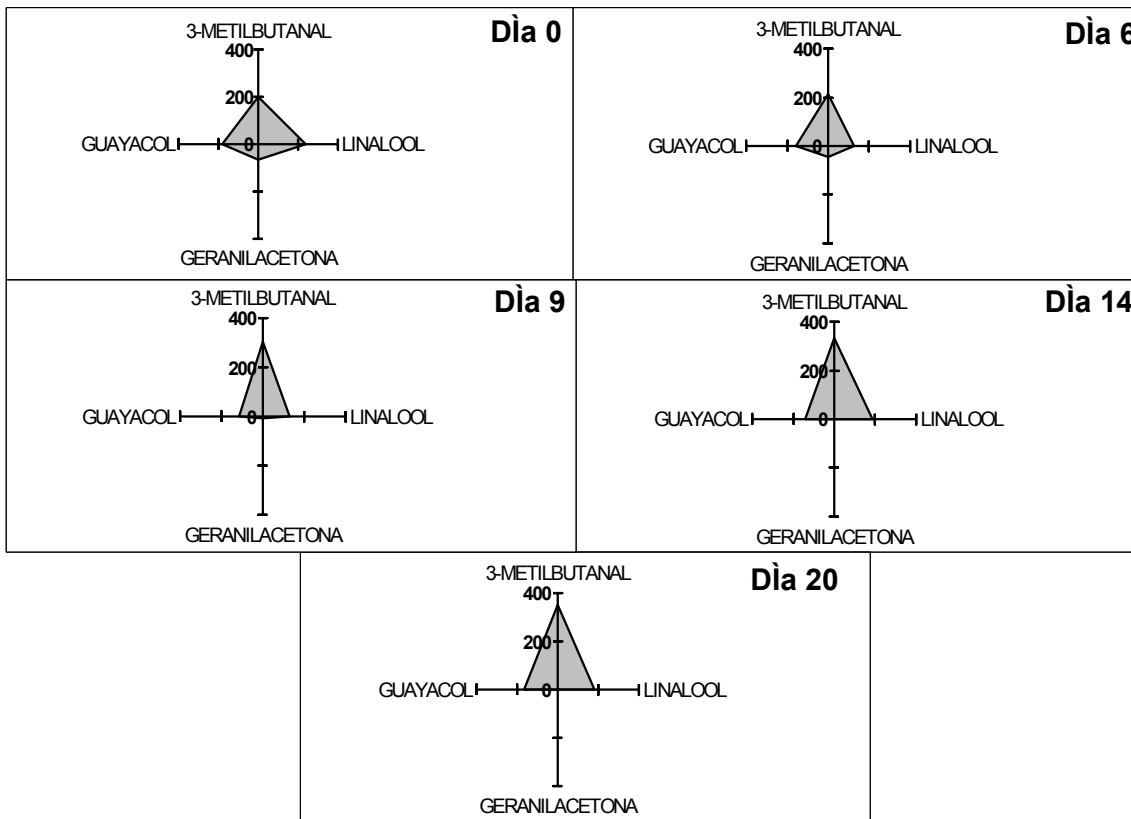 3-METILBUTANAL
DÌa 0
400
200
GUAYACOL
0
LINALOOL
GERANILACETONA
3-METILBUTANAL
DÌa 6
400
200
GUAYACOL
0
LINALOOL
GERANILACETONA
3-METILBUTANAL
DÌa 9
400
200
GUAYACOL
0
LINALOOL
GERANILACETONA
3-METILBUTANAL
DÌa 14
400
200
GUAYACOL
0
LINALOOL
GERANILACETONA
3-METILBUTANAL
DÌa 20
400
200
GUAYACOL
0
LINALOOL
GERANILACETONA